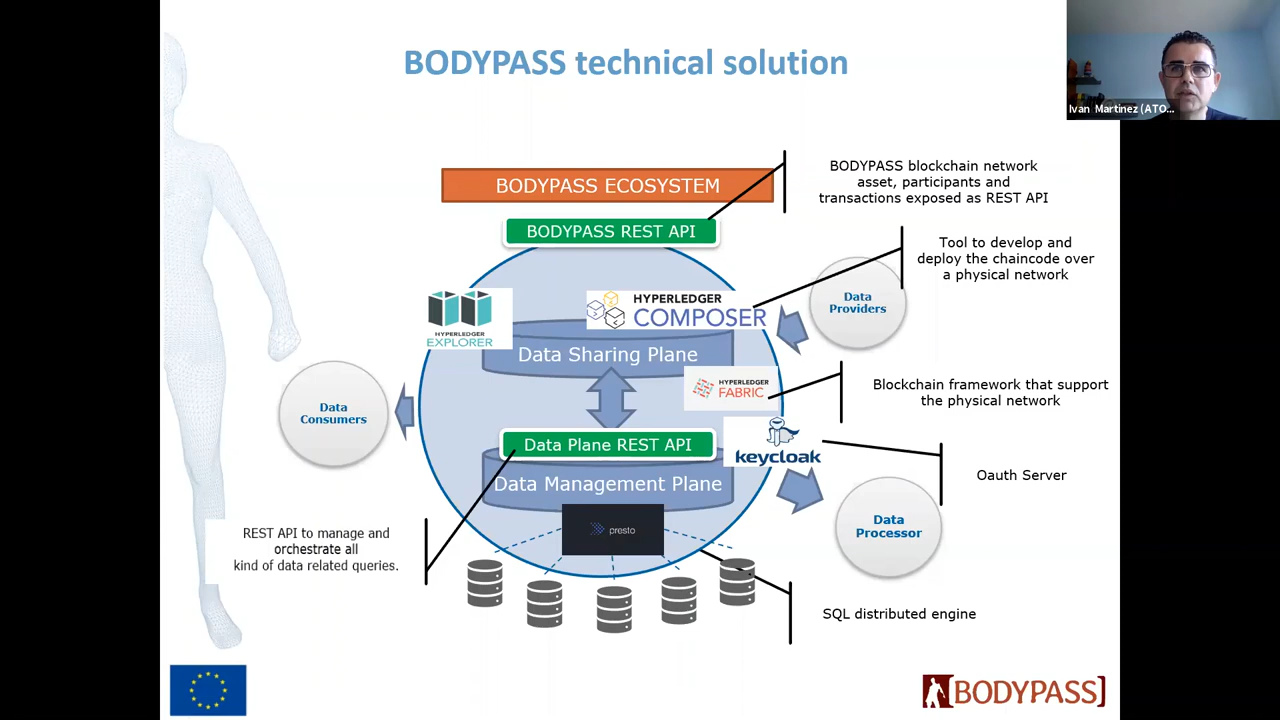 BODYPASS technical solution
Ivan Martinez (ATO...
BODYPASS ECOSYSTEM
BODYPASS blockchain network
asset, participants and
transactions exposed as REST API
BODYPASS REST API
Tool to develop and
deploy the chaincode over
a physical network
HYPERLEDGER
EXPLORER
HYPERLEDGER
COMPOSER
Data
Providers
Data Sharing Plane
HYPERLEDGER
FABRIC
Blockchain framework that support
the physical network
Data
Consumers
Data Plane REST API
keycloak
Oauth Server
Data Management Plane
presto
Data
Processor
REST API to manage and
orchestrate all
kind of data related queries.
SQL distributed engine
[BODYPASS]